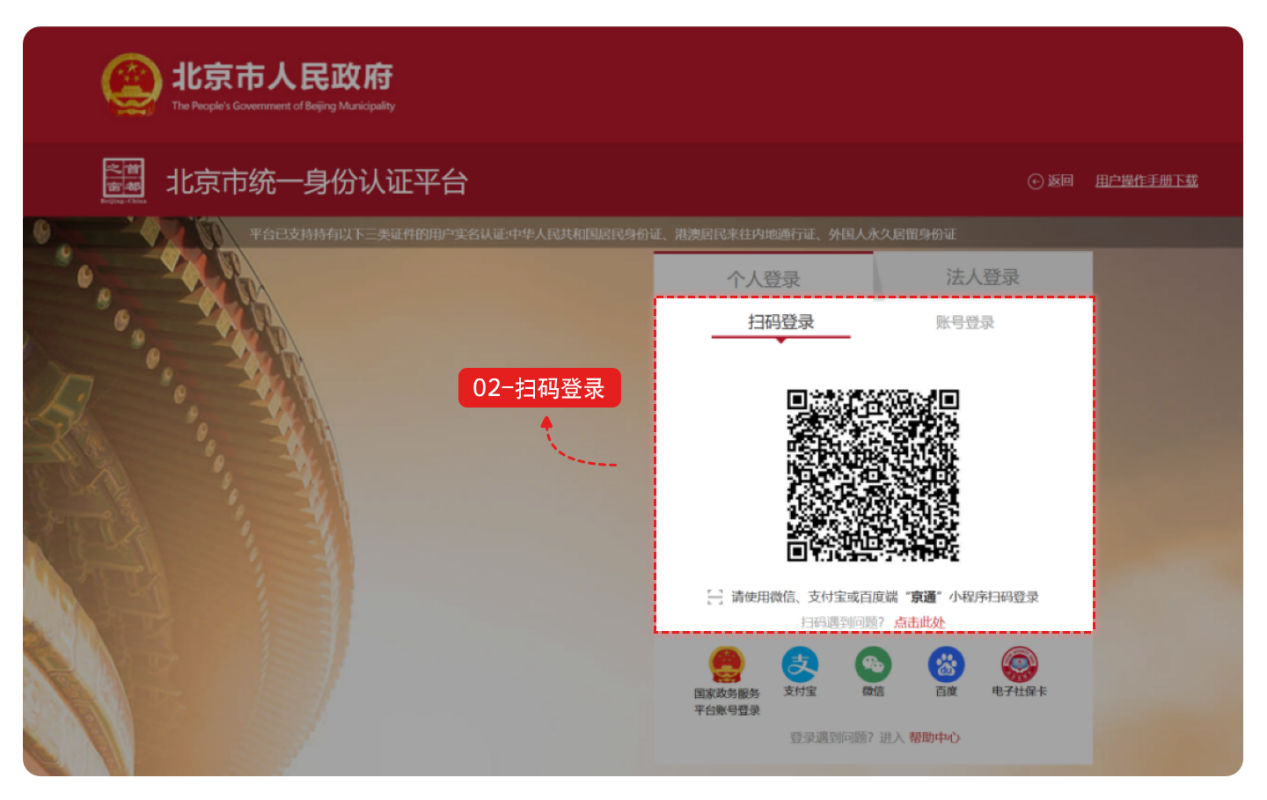 北京市人民政府
The People's Government of Beijing Municipality
首都之窗
Beijing-China
北京市统一身份认证平台
返回 用户操作手册下载
平台已支持持有以下三类证件的用户实名认证:中华人民共和国居民身份证、港澳居民来往内地通行证、外国人永久居留身份证
个人登录 法人登录
扫码登录 账号登录
02-扫码登录
请使用微信、支付宝或百度端“京通”小程序扫码登录
扫码遇到问题? 点击此处
国家政务服务 支付宝 微信 百度 电子社保卡
平台账号登录
登录遇到问题? 进入 帮助中心